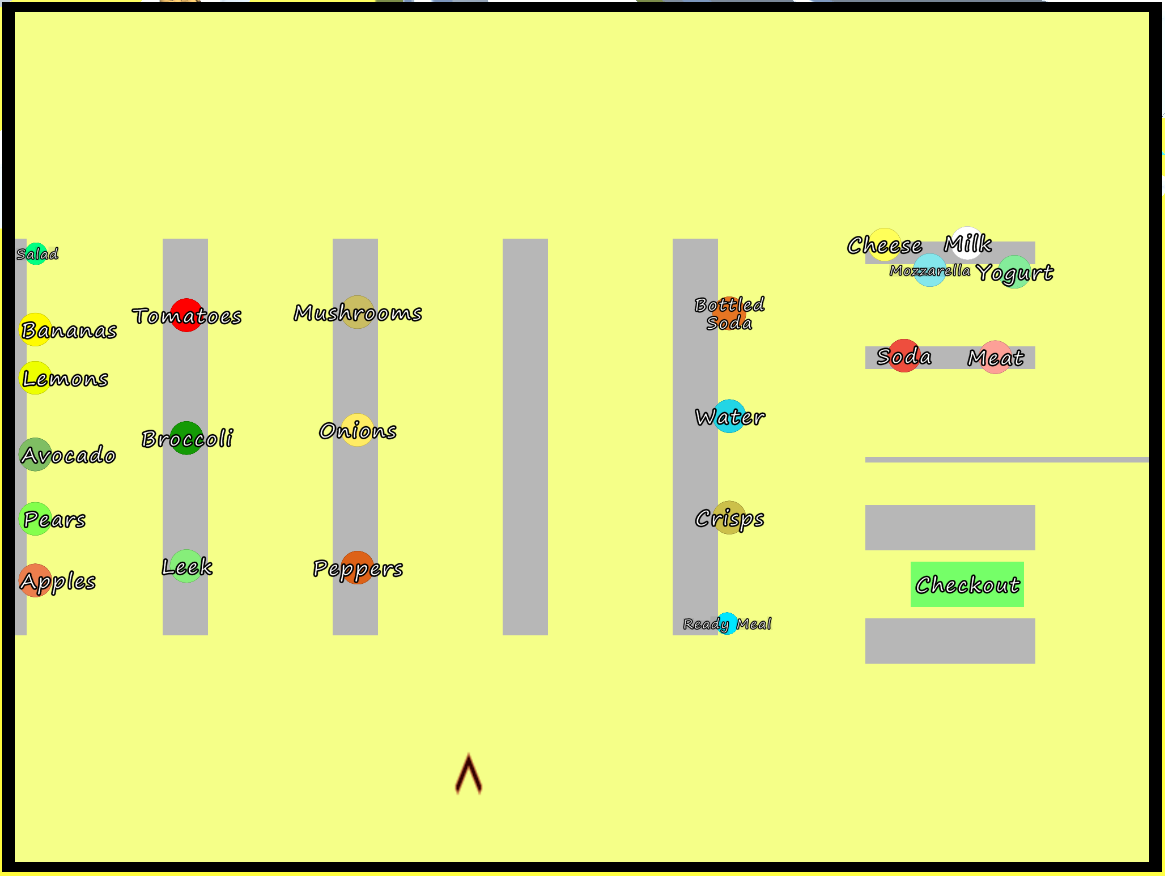 Salad
Bananas
Lemons
Avocado
Pears
Apples
Tomatoes
Broccoli
Leek
Mushrooms
Onions
Peppers
Bottled
Soda
Water
Crisps
Ready Meal
Cheese
Milk
Mozzarella
Yogurt
Soda
Meat
Checkout